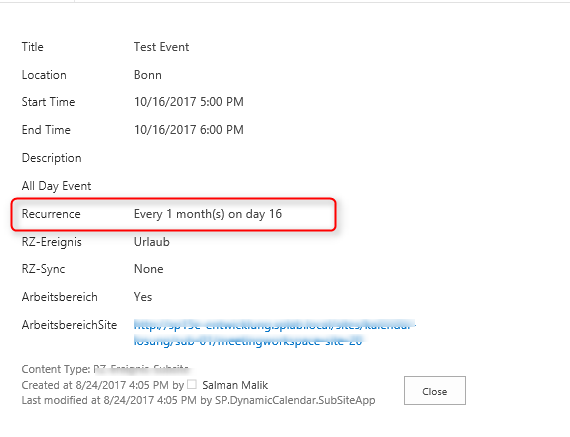 Title Test Event
Location Bonn
Start Time 10/16/2017 5:00 PM
End Time 10/16/2017 6:00 PM
Description
All Day Event
Recurrence Every 1 month(s) on day 16
RZ-Ereignis Urlaub
RZ-Sync None
Arbeitsbereich Yes
ArbeitsbereichSite
Content Type:
Created at 8/24/2017 4:05 PM by Salman Malik
Last modified at 8/24/2017 4:05 PM by SP.DynamicCalendar.SubSiteApp
Close